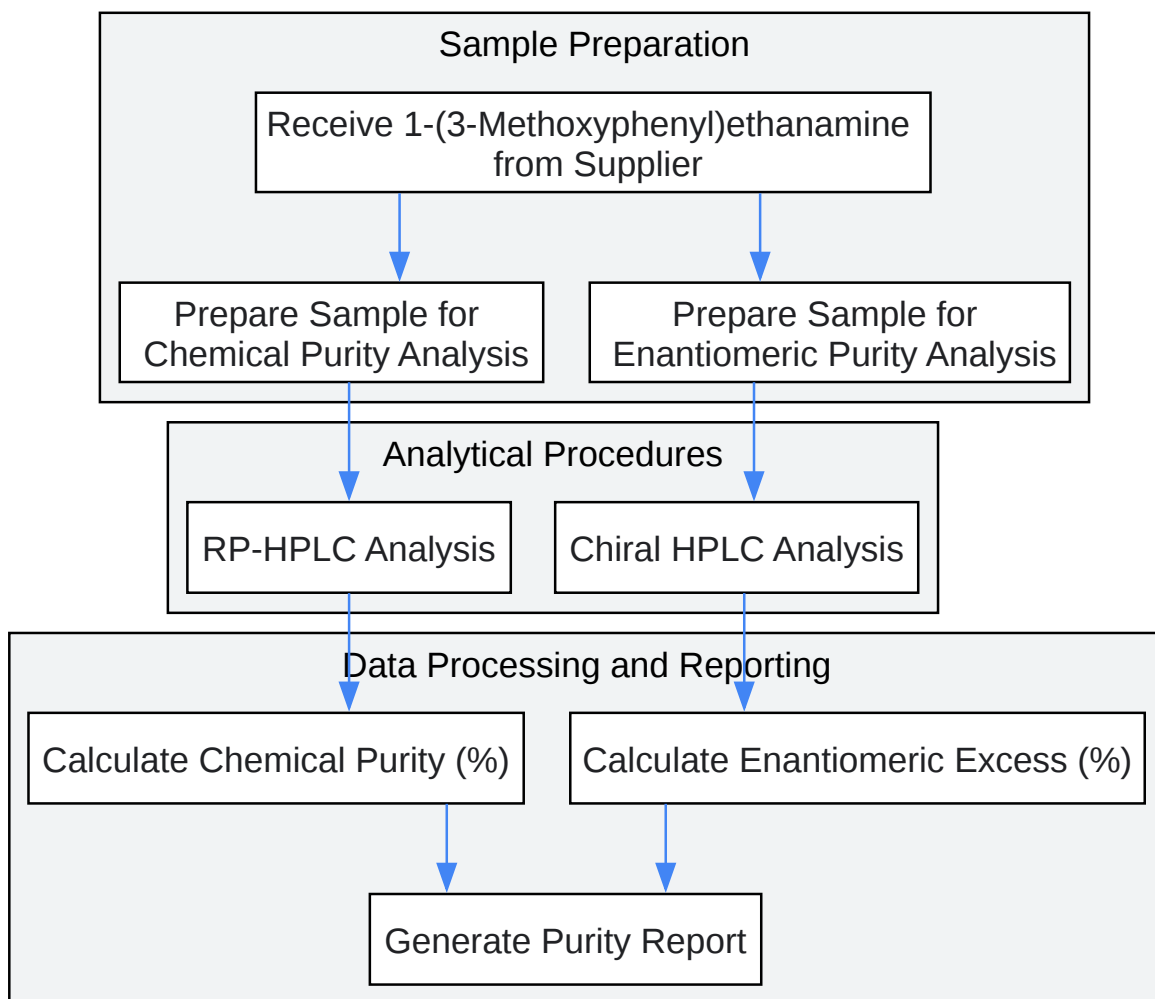 Sample Preparation
Receive 1-(3-Methoxyphenyl)ethanamine
from Supplier
Prepare Sample for
Chemical Purity Analysis
Prepare Sample for
Enantiomeric Purity Analysis
Analytical Procedures
RP-HPLC Analysis
Chiral HPLC Analysis
Data Processing and Reporting
Calculate Chemical Purity (%)
Calculate Enantiomeric Excess (%)
Generate Purity Report